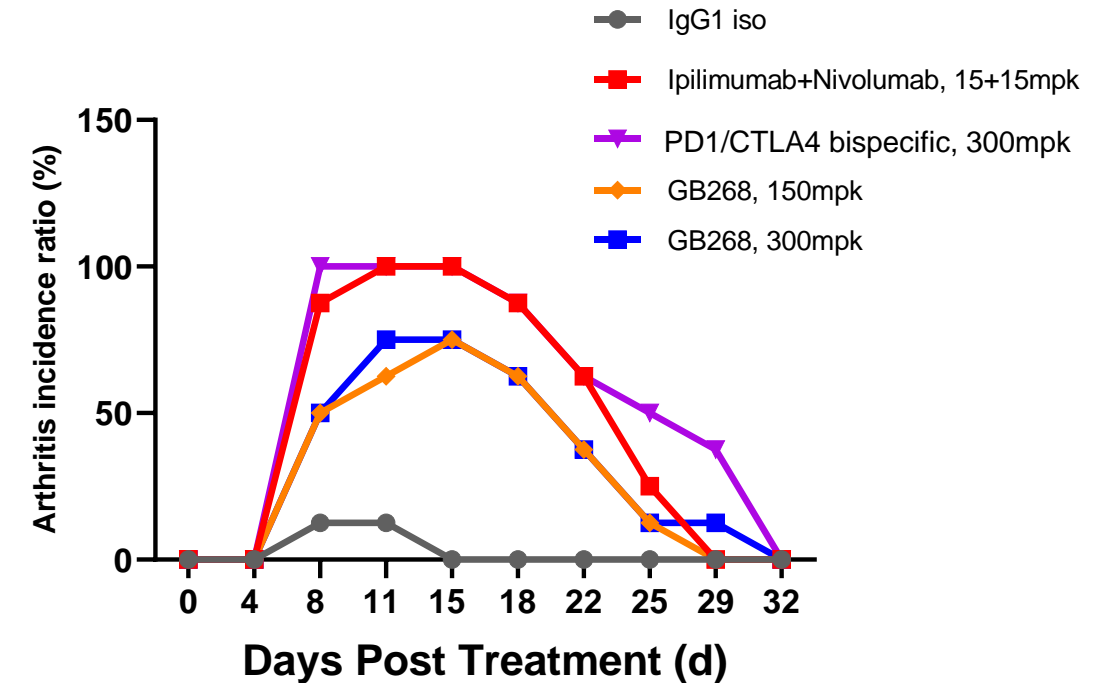 IgG1 iso
Ipilimumab+Nivolumab, 15+15mpk
PD1/CTLA4 bispecific, 300mpk
GB268, 150mpk
GB268, 300mpk
Arthritis incidence ratio (%)
150
100
50
0
0 4 8 11 15 18 22 25 29 32
Days Post Treatment (d)